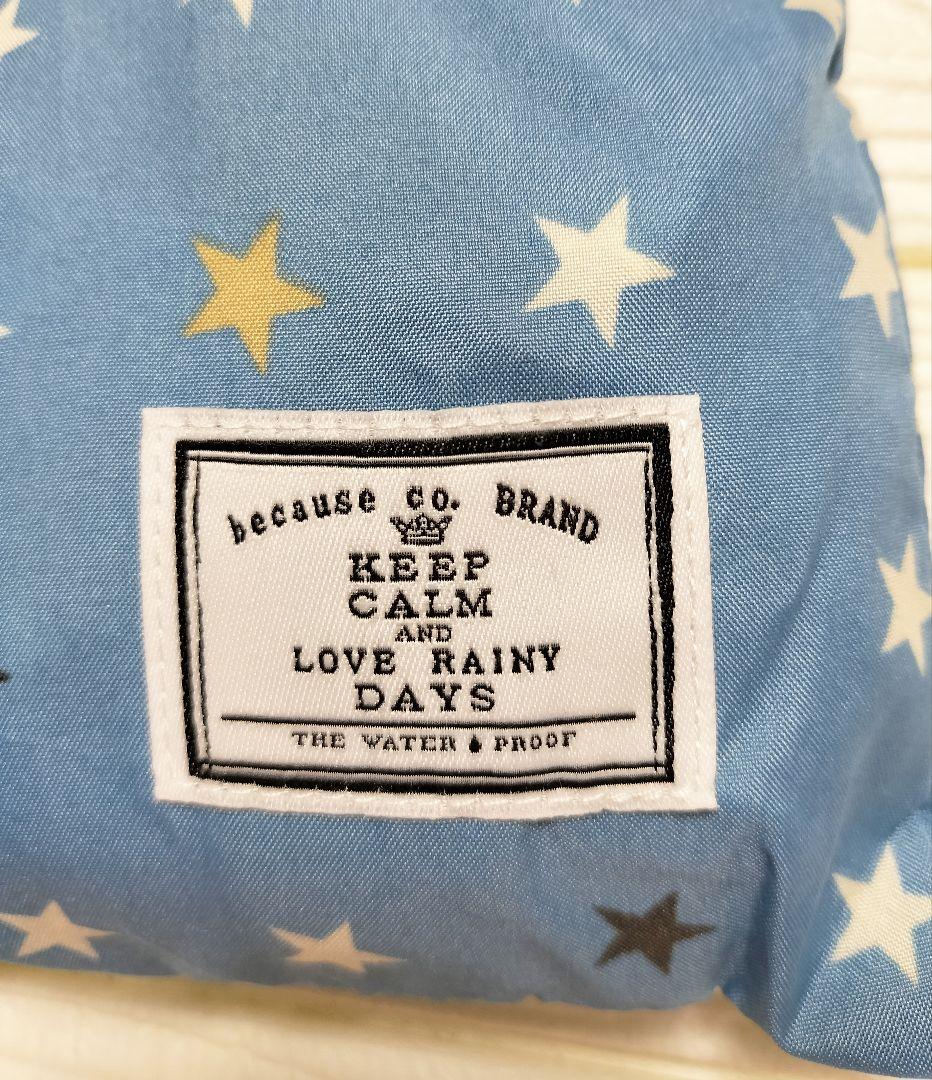 because co. BRAND
KEEP
CALM
AND
LOVE RAINY
DAYS
THE WATER PROOF